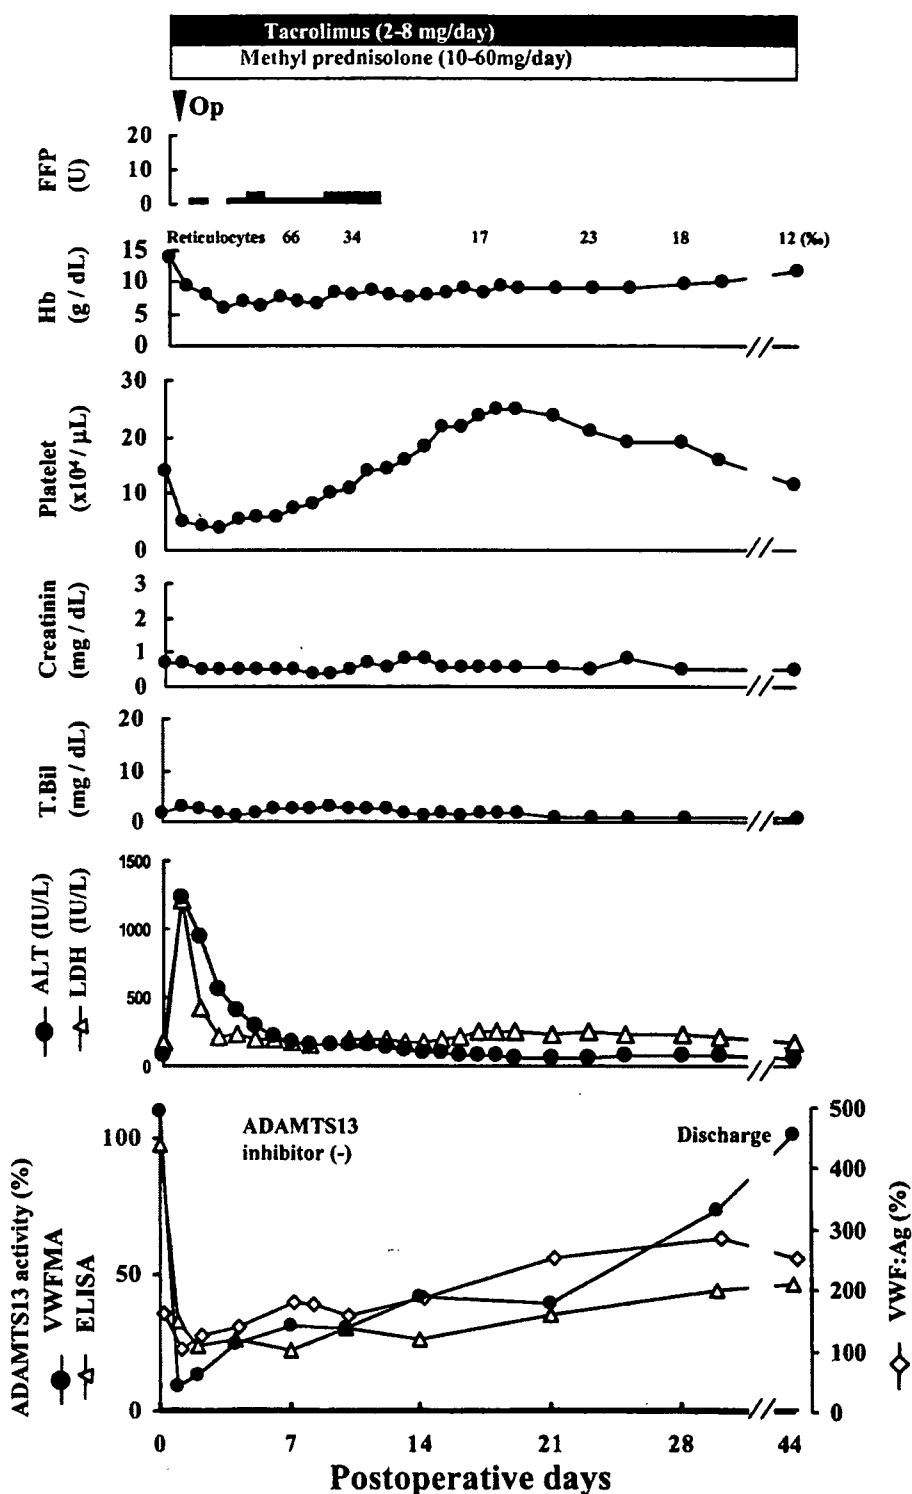 Tacrolimus (2-8 mg/day)
Methyl prednisolone (10-60mg/day)
Op
FFP
(U)
20
10
0
Reticulocytes 66 34 17 23 18 12 (‰)
Hb
(g / dL)
15
10
5
0
Platelet
(x10⁴/ µL)
30
20
10
0
Creatinin
(mg / dL)
3
2
1
0
T.Bil
(mg / dL)
20
10
0
ALT (IU/L)
LDH (IU/L)
1500
1000
500
0
ADAMTS13 activity (%)
VWFMA
ELISA
100
50
0
ADAMTS13
inhibitor (-)
Discharge
500
400
300
200
100
0
VWF:Ag (%)
0 7 14 21 28 44
Postoperative days